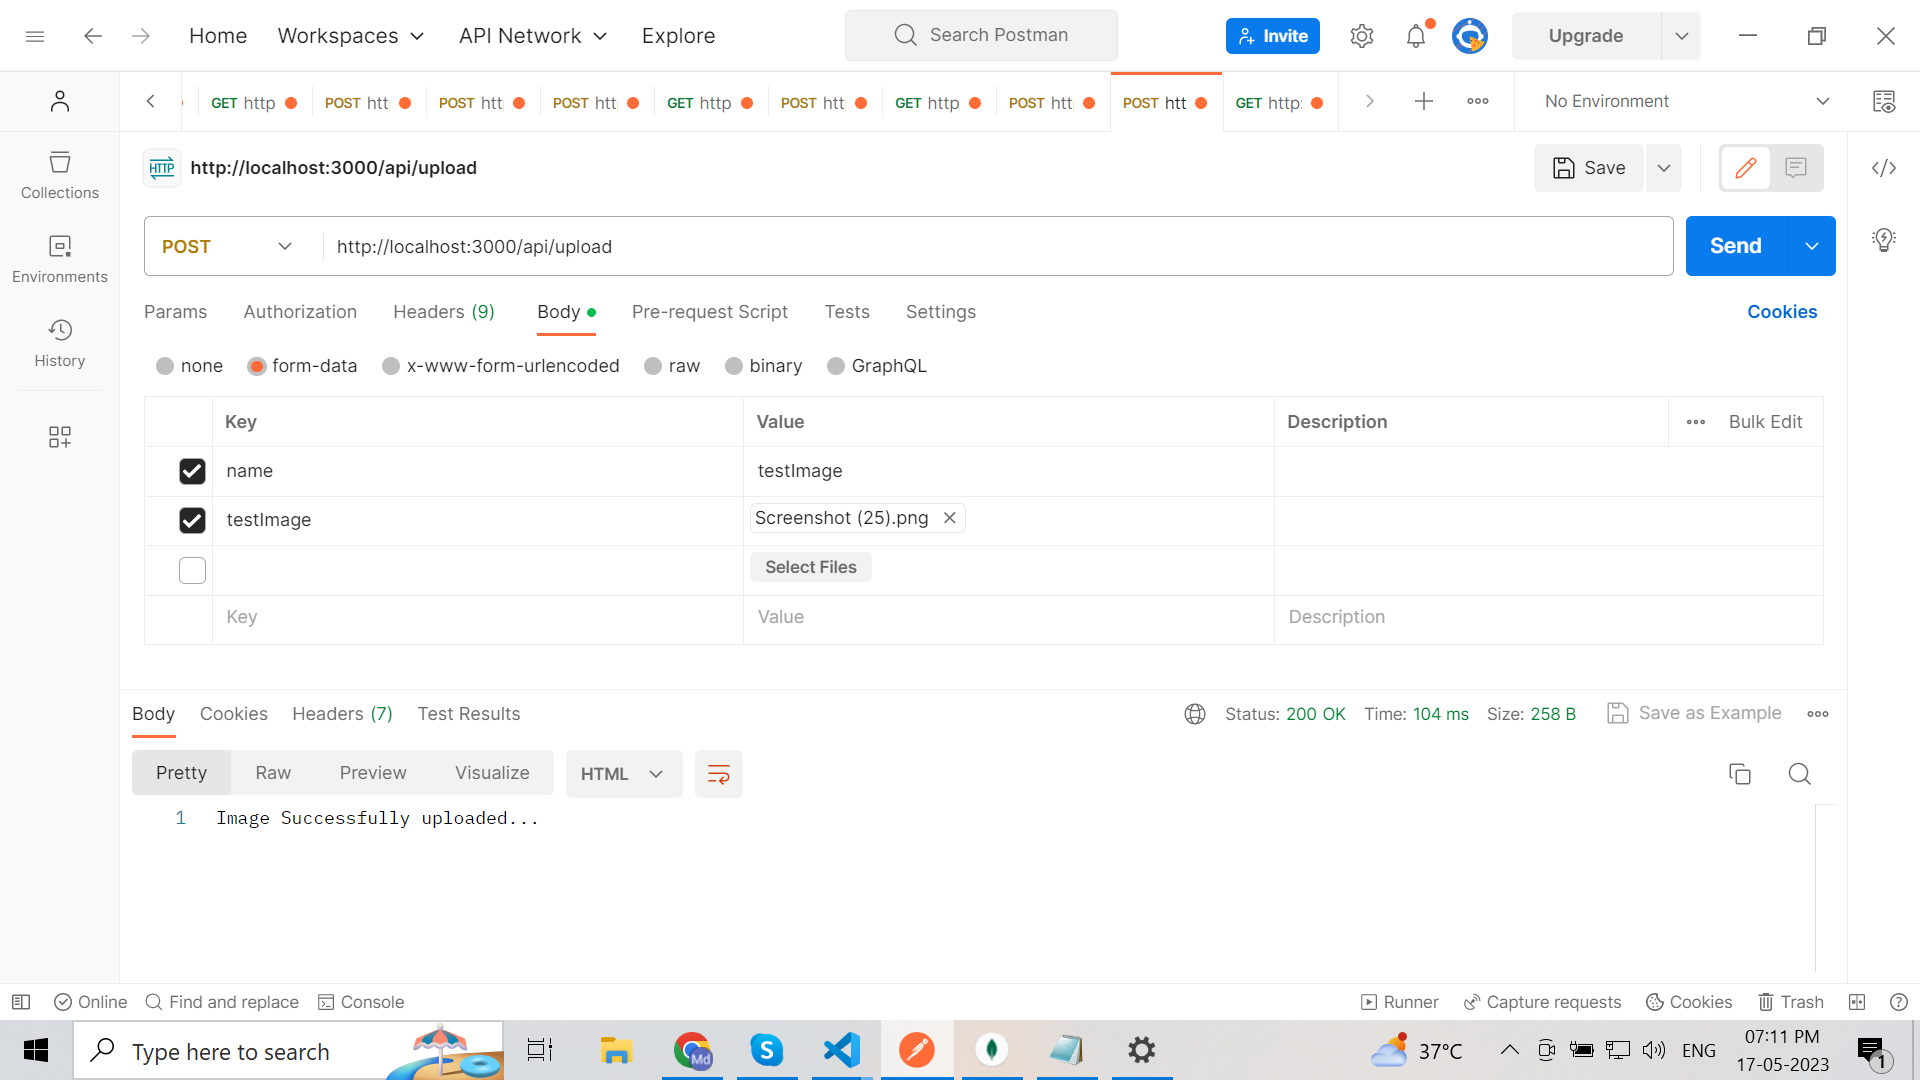 Home Workspaces API Network Explore Search Postman Invite Upgrade
GET http POST htt POST htt POST htt GET http POST htt GET http POST htt POST htt GET http: No Environment
HTTP http://localhost:3000/api/upload Save
Collections
POST http://localhost:3000/api/upload Send
Environments
Params Authorization Headers (9) Body Pre-request Script Tests Settings Cookies
History
none form-data x-www-form-urlencoded raw binary GraphQL
Key Value Description Bulk Edit
name testImage
testImage Screenshot (25).png
Select Files
Key Value Description
Body Cookies Headers (7) Test Results Status: 200 OK Time: 104 ms Size: 258 B Save as Example
Pretty Raw Preview Visualize HTML
1 Image Successfully uploaded...
Online Find and replace Console Runner Capture requests Cookies Trash
Type here to search Md S 37°C ENG 07:11 PM
17-05-2023
1